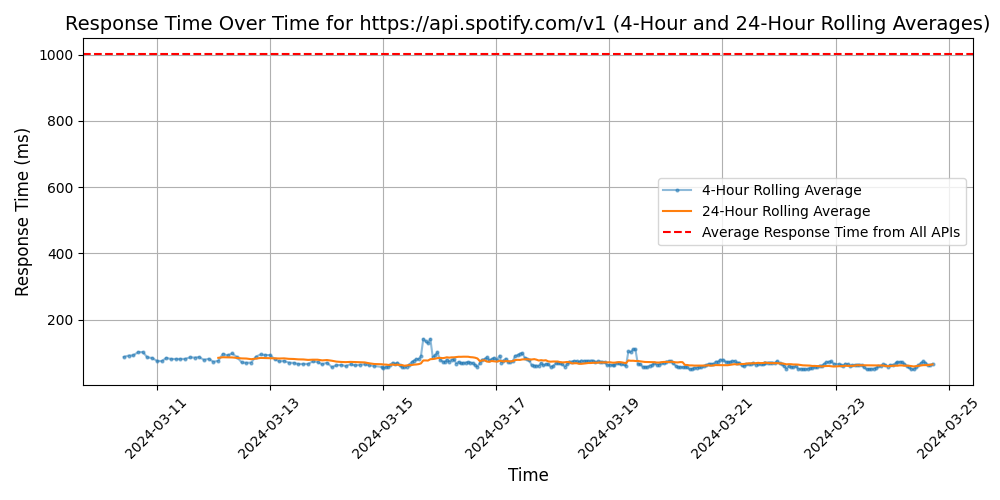 Response Time Over Time for https://api.spotify.com/v1 (4-Hour and 24-Hour Rolling Averages)
Response Time (ms)
1000
800
600
400
200
4-Hour Rolling Average
24-Hour Rolling Average
Average Response Time from All APIs
2024-03-11
2024-03-13
2024-03-15
2024-03-17
2024-03-19
2024-03-21
2024-03-23
2024-03-25
Time